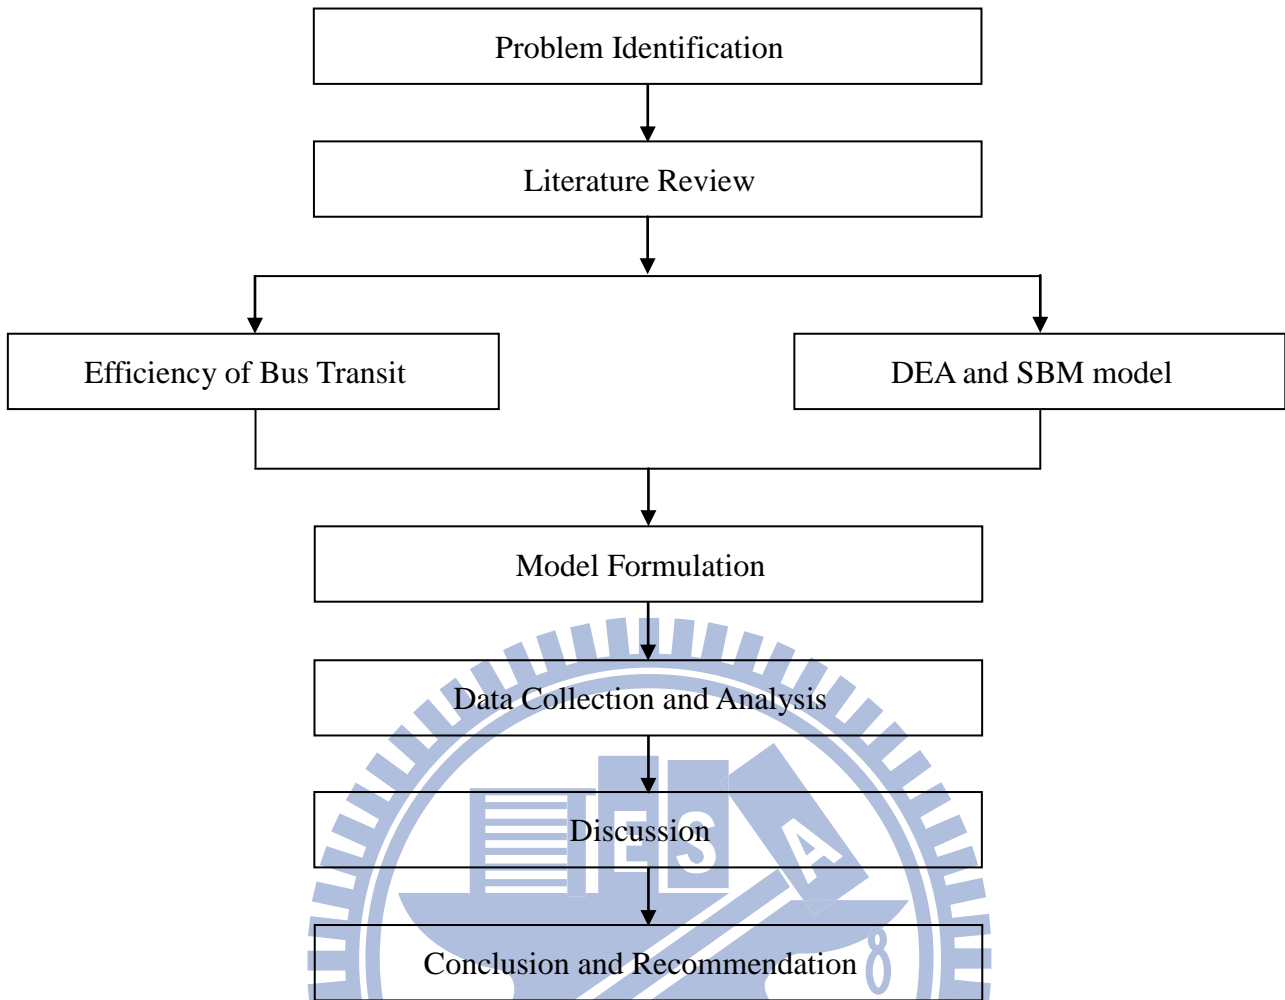 Problem Identification
Literature Review
Efficiency of Bus Transit
DEA and SBM model
Model Formulation
Data Collection and Analysis
Discussion
E S A
Conclusion and Recommendation
8